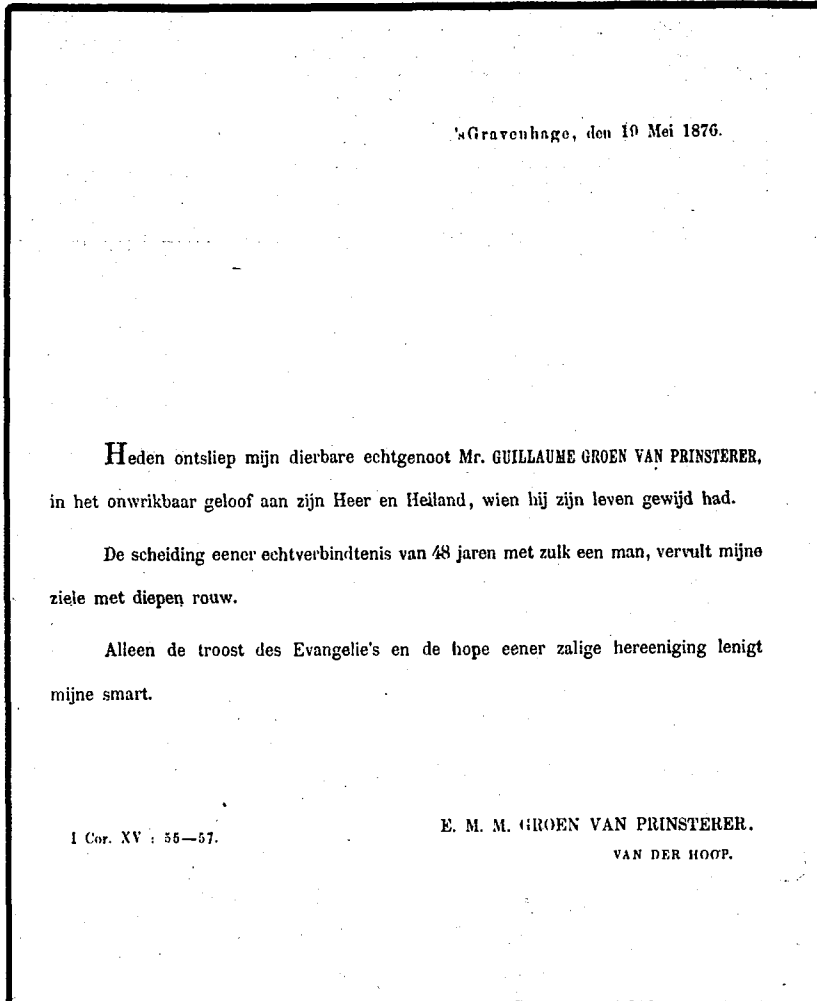 'sGravenhage, den 19 Mei 1876.
Heden ontsliep mijn dierbare echtgenoot Mr. GUILLAUME GROEN VAN PRINSTERER,
in het onwrikbaar geloof aan zijn Heer en Heiland, wien hij zijn leven gewijd had.
De scheiding eener echtverbindtenis van 48 jaren met zulk een man, vervult mijne
ziele met diepen rouw.
Alleen de troost des Evangelie's en de hope eener zalige hereeniging lenigt
mijne smart.
I Cor. XV : 55—57.
E. M. M. GROEN VAN PRINSTERER.
VAN DER HOOP.